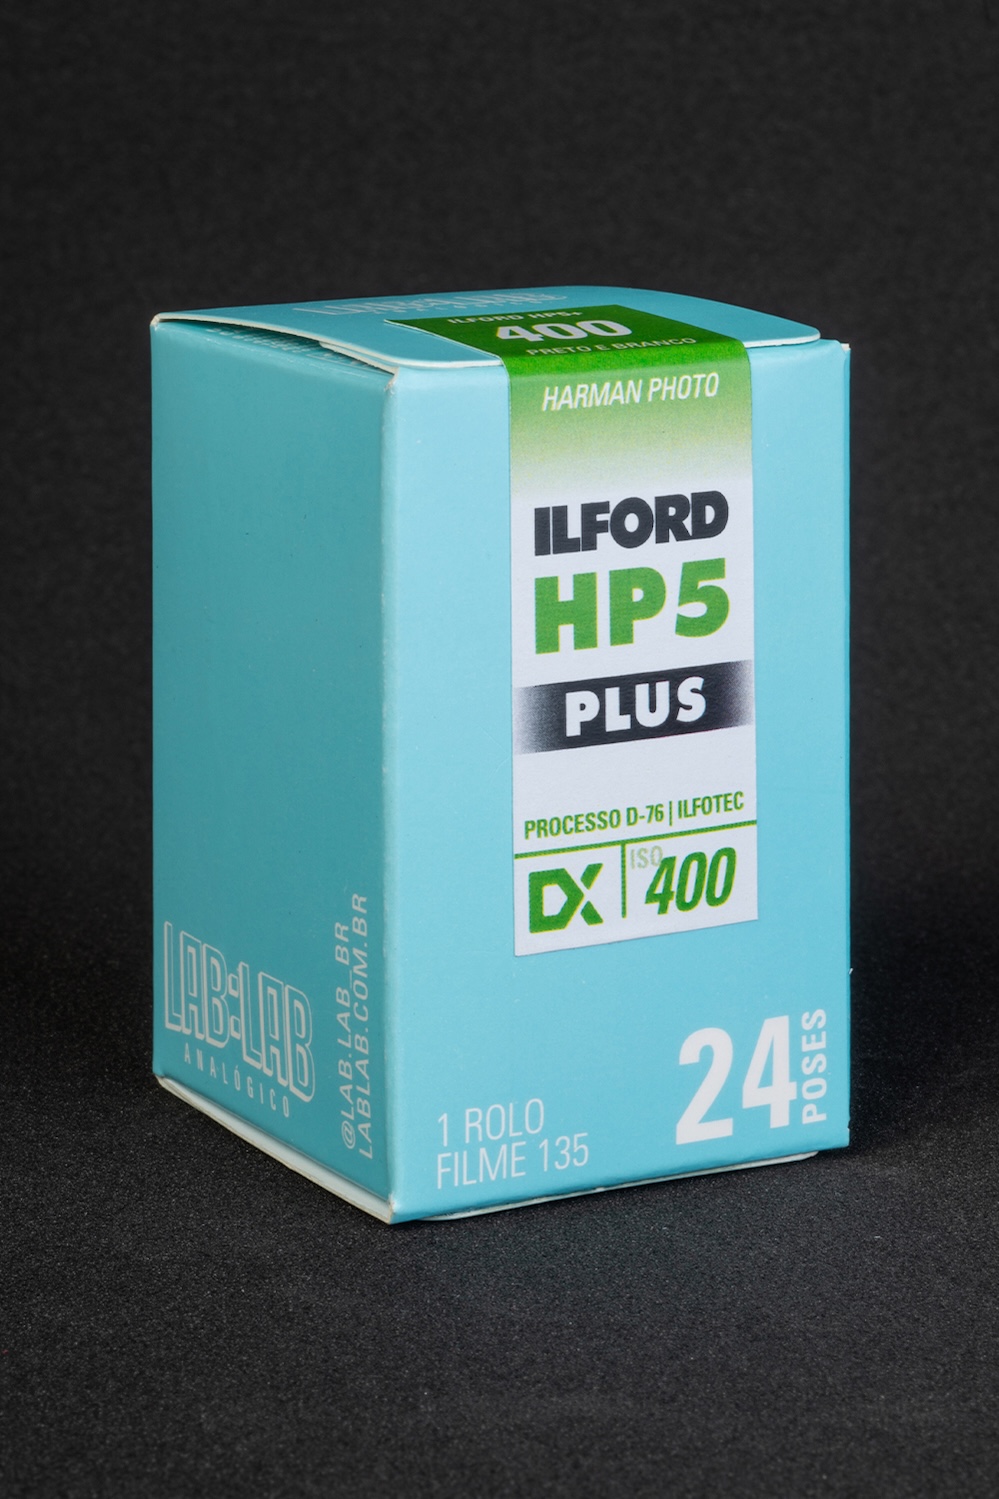 ILFORD HP5+
400
PRETO E BRANCO
HARMAN PHOTO
ILFORD
HP5
PLUS
PROCESSO D-76 | ILFOTEC
DX
ISO
400
24
POSES
1 ROLO
FILME 135
LAB:LAB
ANALÓGICO
@LAB.LAB_BR
LABLAB.COM.BR